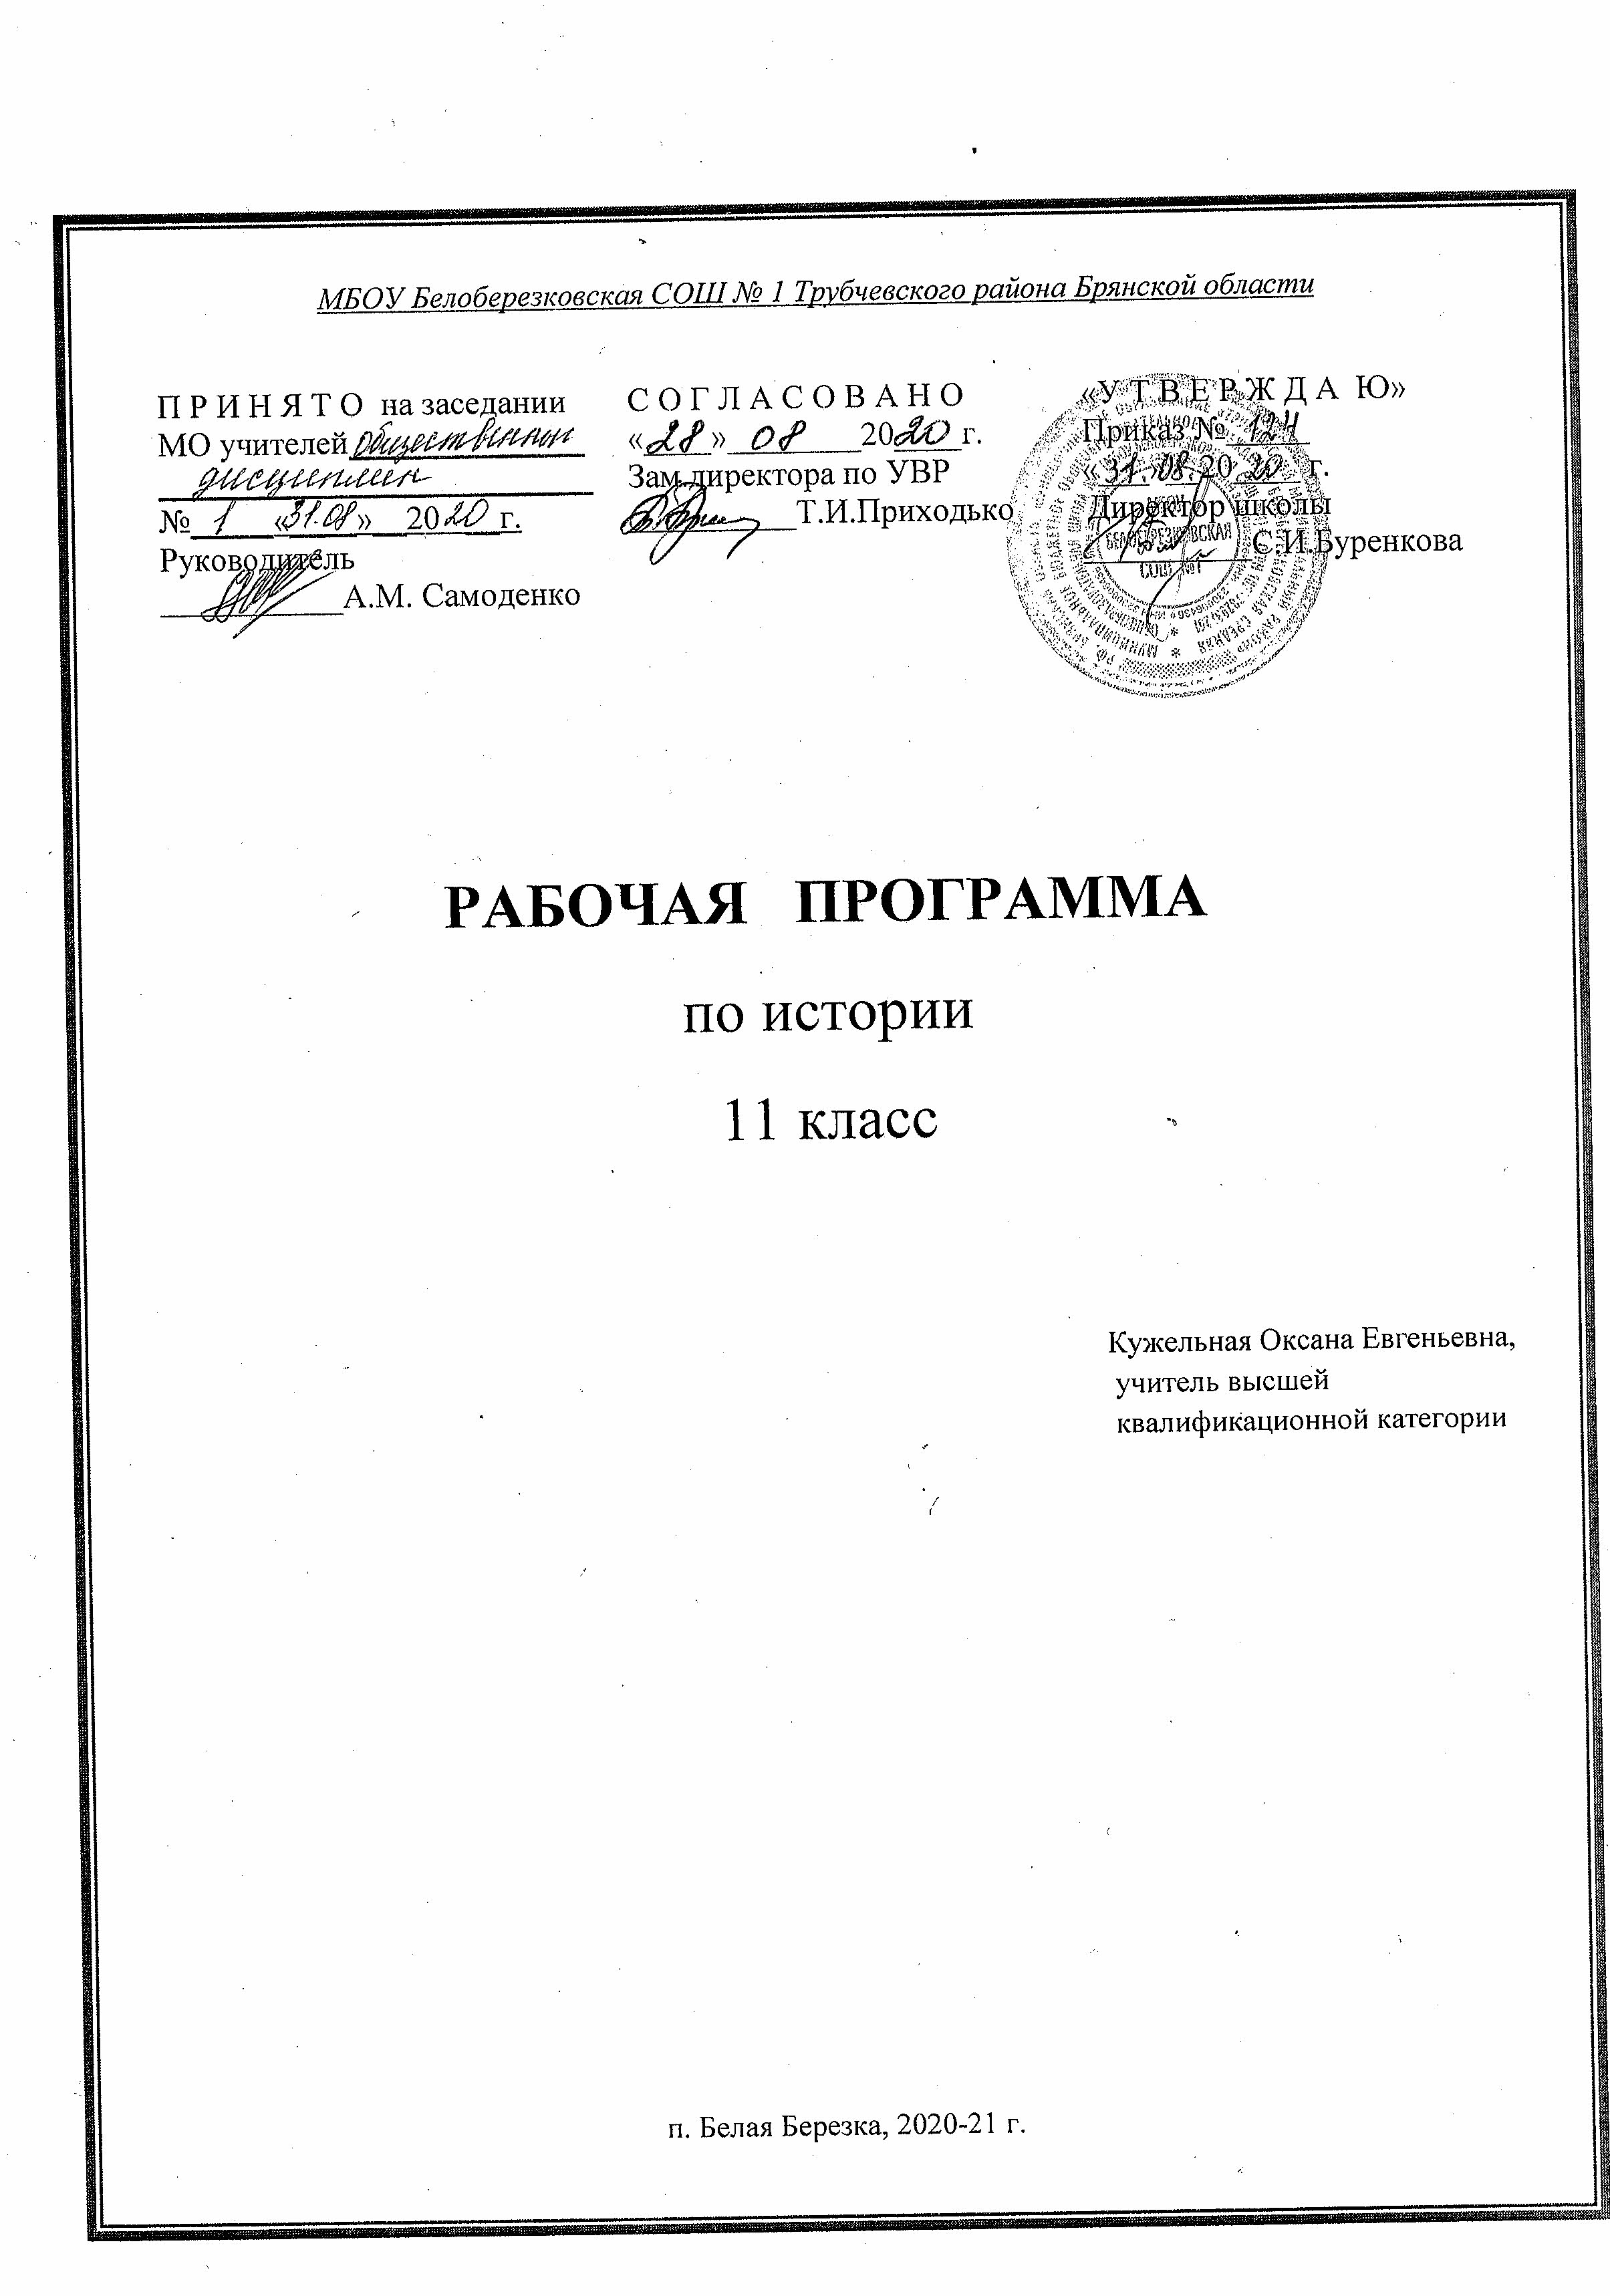 МБОУ Белоберезковская СОШ № 1 Трубчевского района Брянской области
П Р И Н Я Т О на заседании
МО учителей общественных
дисциплин
№ 1 «31.08» 2020 г.
Руководитель
А.М. Самоденко
С О Г Л А С О В А Н О
«28» 08 2020 г.
Зам.директора по УВР
Т.И.Приходько
«У Т В Е Р Ж Д А Ю»
Приказ № 124
«31.08.2020 г.
Директор школы
С.И.Буренкова
РАБОЧАЯ ПРОГРАММА
по истории
11 класс
Кужельная Оксана Евгеньевна,
учитель высшей
квалификационной категории
п. Белая Березка, 2020-21 г.